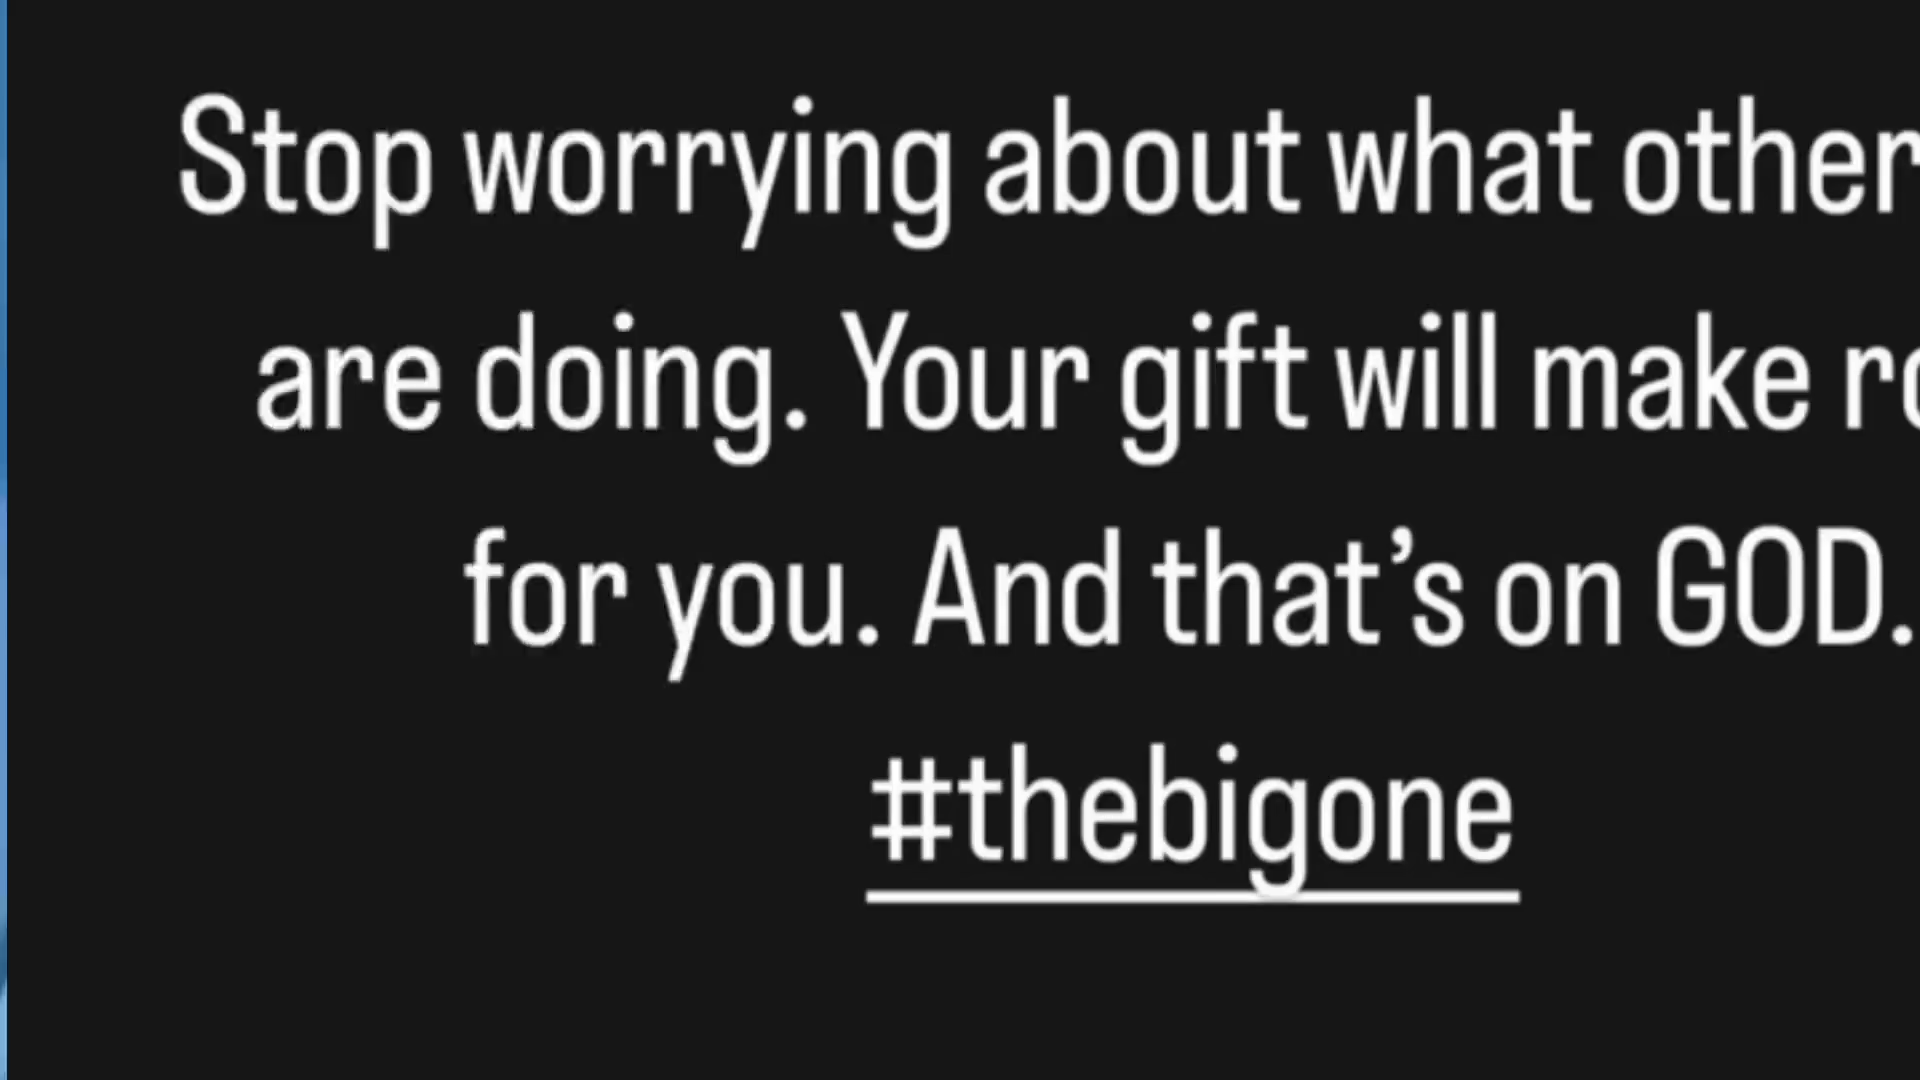 Stop worrying about what other
are doing. Your gift will make
for you. And that’s on GOD.
#thebigone